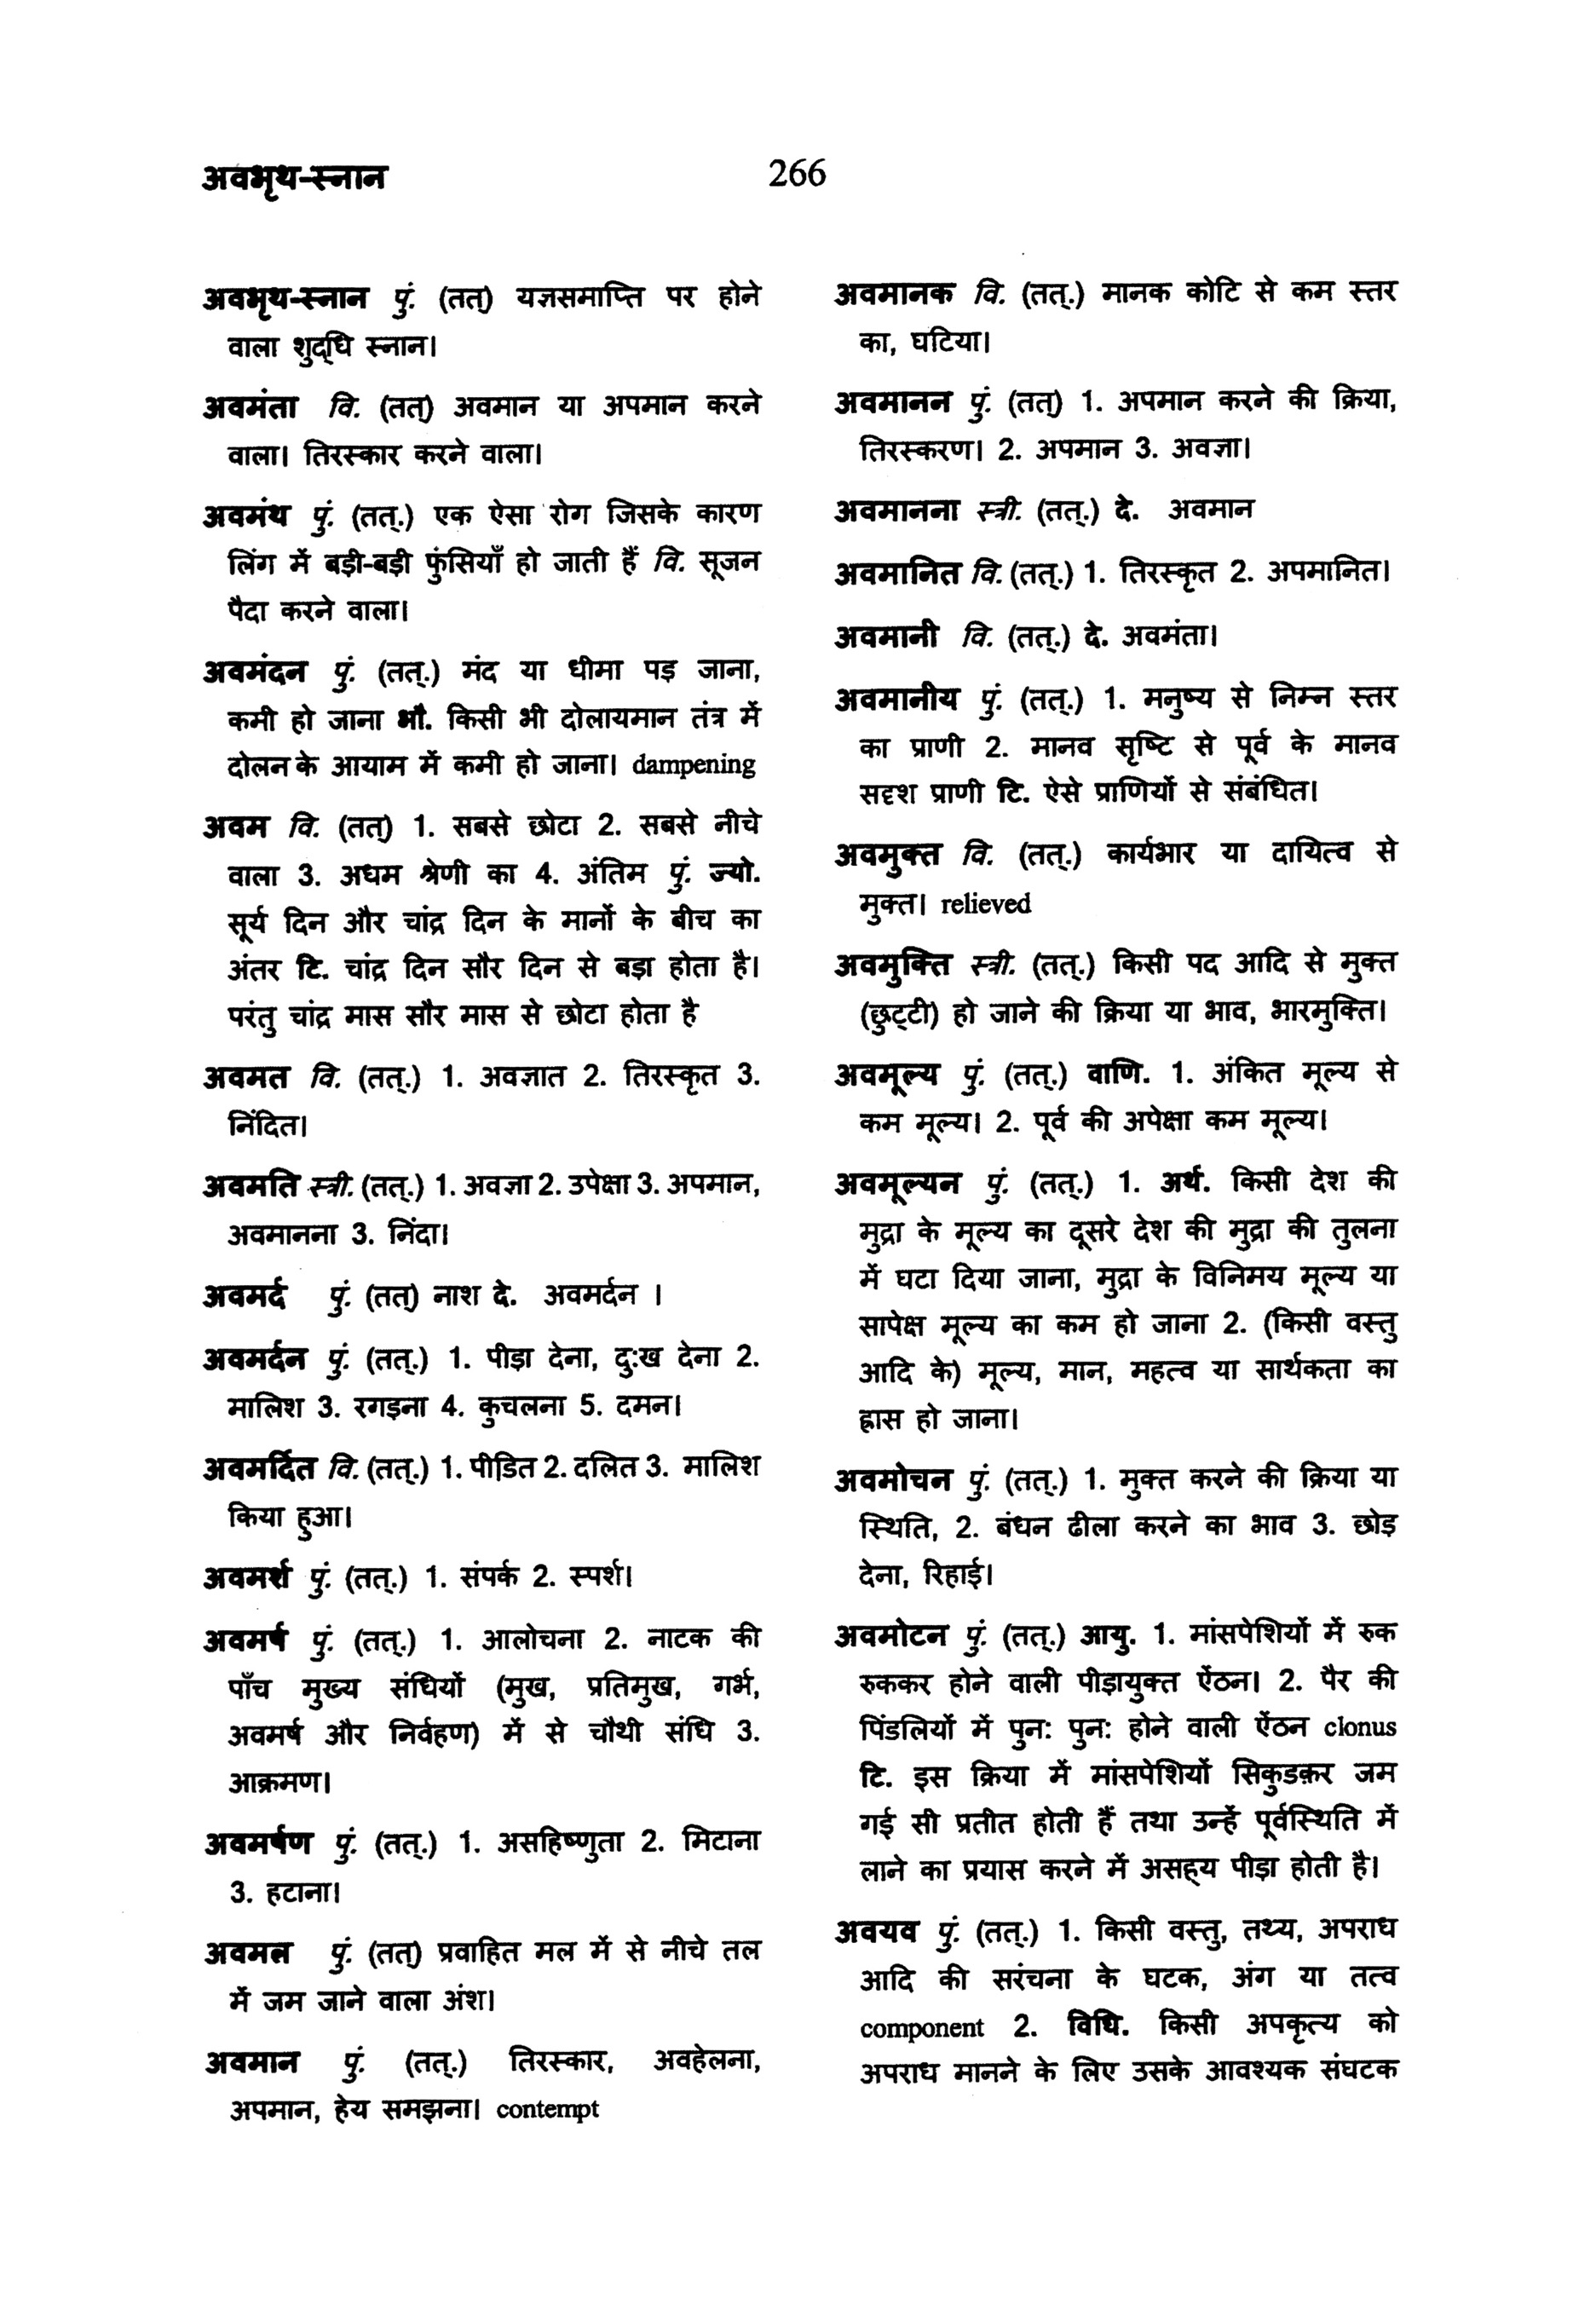 अवभृथ-स्नान
266
अवभृथ-स्नान पुं. (तत्) यज्ञसमाप्ति पर होने
वाला शुद्धि स्नान।
अवमंता वि. (तत्) अवमान या अपमान करने
वाला। तिरस्कार करने वाला।
अवमंथ पुं. (तत्.) एक ऐसा रोग जिसके कारण
लिंग में बड़ी-बड़ी फुंसियाँ हो जाती हैं वि. सूजन
पैदा करने वाला।
अवमंदन पुं. (तत्.) मंद या धीमा पड़ जाना,
कमी हो जाना भौ. किसी भी दोलायमान तंत्र में
दोलन के आयाम में कमी हो जाना। dampening
अवम वि. (तत्) 1. सबसे छोटा 2. सबसे नीचे
वाला 3. अधम श्रेणी का 4. अंतिम पुं. ज्यो.
सूर्य दिन और चांद्र दिन के मानों के बीच का
अंतर टि. चांद्र दिन सौर दिन से बड़ा होता है।
परंतु चांद्र मास सौर मास से छोटा होता है
अवमत वि. (तत्.) 1. अवज्ञात 2. तिरस्कृत 3.
निंदित।
अवमति स्त्री. (तत्.) 1. अवज्ञा 2. उपेक्षा 3. अपमान,
अवमानना 3. निंदा।
अवमर्द पुं. (तत्) नाश दे. अवमर्दन ।
अवमर्दन पुं. (तत्.) 1. पीड़ा देना, दुःख देना 2.
मालिश 3. रगड़ना 4. कुचलना 5. दमन।
अवमर्दित वि. (तत्.) 1. पीडित 2. दलित 3. मालिश
किया हुआ।
अवमर्श पुं. (तत्.) 1. संपर्क 2. स्पर्श।
अवमर्ष पुं. (तत्.) 1. आलोचना 2. नाटक की
पाँच मुख्य संधियों (मुख, प्रतिमुख, गर्भ,
अवमर्ष और निर्वहण) में से चौथी संधि 3.
आक्रमण।
अवमर्षण पुं. (तत्.) 1. असहिष्णुता 2. मिटाना
3. हटाना।
अवमल पुं. (तत्) प्रवाहित मल में से नीचे तल
में जम जाने वाला अंश।
अवमान पुं. (तत्.) तिरस्कार, अवहेलना,
अपमान, हेय समझना। contempt
अवमानक वि. (तत्.) मानक कोटि से कम स्तर
का, घटिया।
अवमानन पुं. (तत्) 1. अपमान करने की क्रिया,
तिरस्करण। 2. अपमान 3. अवज्ञा।
अवमानना स्त्री. (तत्.) दे. अवमान
अवमानित वि. (तत्.) 1. तिरस्कृत 2. अपमानित।
अवमानी वि. (तत्.) दे. अवमंता।
अवमानीय पुं. (तत्.) 1. मनुष्य से निम्न स्तर
का प्राणी 2. मानव सृष्टि से पूर्व के मानव
सदृश प्राणी टि. ऐसे प्राणियों से संबंधित।
अवमुक्त वि. (तत्.) कार्यभार या दायित्व से
मुक्त। relieved
अवमुक्ति स्त्री. (तत्.) किसी पद आदि से मुक्त
(छुट्टी) हो जाने की क्रिया या भाव, भारमुक्ति।
अवमूल्य पुं. (तत्.) वाणि. 1. अंकित मूल्य से
कम मूल्य। 2. पूर्व की अपेक्षा कम मूल्य।
अवमूल्यन पुं. (तत्.) 1. अर्थ. किसी देश की
मुद्रा के मूल्य का दूसरे देश की मुद्रा की तुलना
में घटा दिया जाना, मुद्रा के विनिमय मूल्य या
सापेक्ष मूल्य का कम हो जाना 2. (किसी वस्तु
आदि के) मूल्य, मान, महत्व या सार्थकता का
ह्रास हो जाना।
अवमोचन पुं. (तत्.) 1. मुक्त करने की क्रिया या
स्थिति, 2. बंधन ढीला करने का भाव 3. छोड़
देना, रिहाई।
अवमोटन पुं. (तत्.) आयु. 1. मांसपेशियों में रुक
रुककर होने वाली पीड़ायुक्त ऐंठन। 2. पैर की
पिंडलियों में पुनः पुनः होने वाली ऐंठन clonus
टि. इस क्रिया में मांसपेशियों सिकुडक़र जम
गई सी प्रतीत होती हैं तथा उन्हें पूर्वस्थिति में
लाने का प्रयास करने में असह्य पीड़ा होती है।
अवयव पुं. (तत्.) 1. किसी वस्तु, तथ्य, अपराध
आदि की सरंचना के घटक, अंग या तत्व
component 2. विधि. किसी अपकृत्य को
अपराध मानने के लिए उसके आवश्यक संघटक